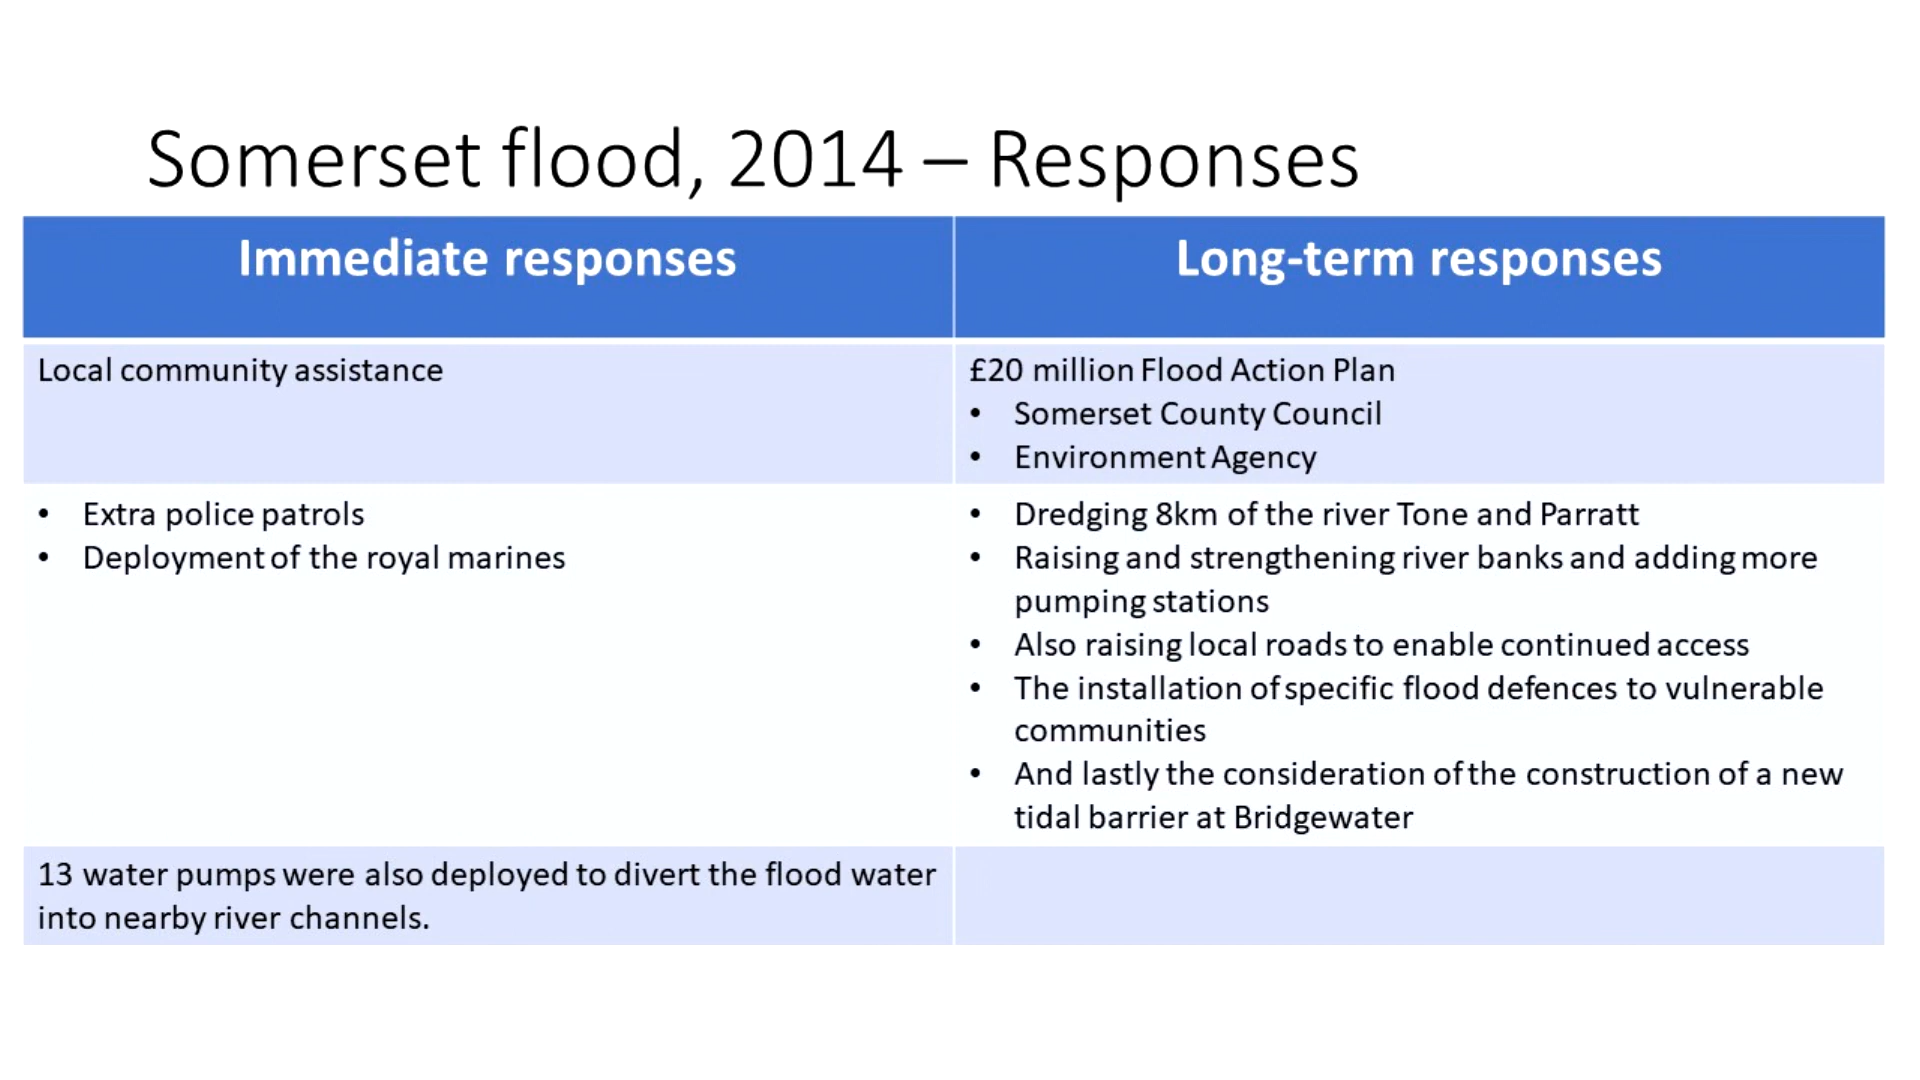 Somerset flood, 2014 – Responses
Immediate responses
Long-term responses
Local community assistance
£20 million Flood Action Plan
• Somerset County Council
• Environment Agency
• Extra police patrols
• Deployment of the royal marines
• Dredging 8km of the river Tone and Parratt
• Raising and strengthening river banks and adding more
pumping stations
• Also raising local roads to enable continued access
• The installation of specific flood defences to vulnerable
communities
• And lastly the consideration of the construction of a new
tidal barrier at Bridgewater
13 water pumps were also deployed to divert the flood water
into nearby river channels.